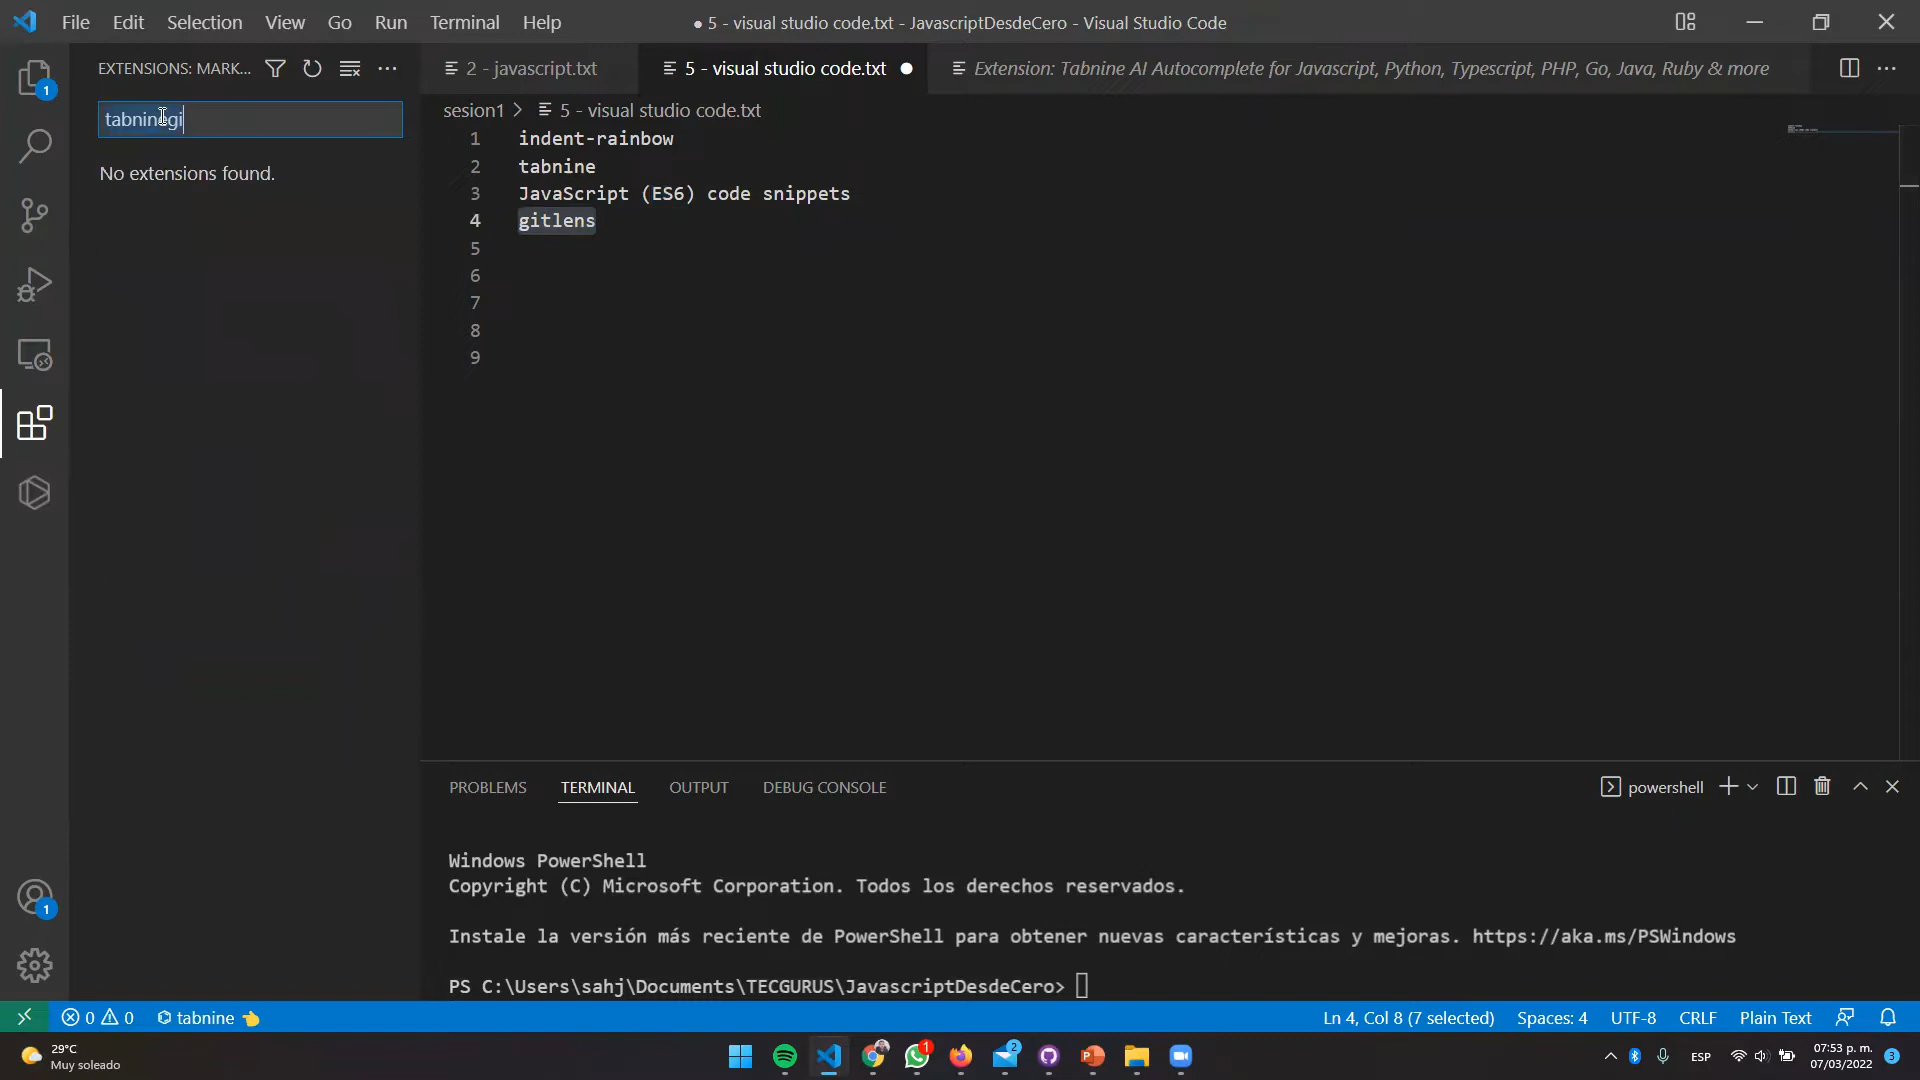 File Edit Selection View Go Run Terminal Help
● 5 - visual studio code.txt - JavascriptDesdeCero - Visual Studio Code
EXTENSIONS: MARK...
2 - javascript.txt
5 - visual studio code.txt ●
Extension: Tabnine AI Autocomplete for Javascript, Python, Typescript, PHP, Go, Java, Ruby & more
1
tabninegi
No extensions found.
sesion1 > 5 - visual studio code.txt
1 indent-rainbow
2 tabnine
3 JavaScript (ES6) code snippets
4 gitlens
5
6
7
8
9
PROBLEMS TERMINAL OUTPUT DEBUG CONSOLE
powershell
Windows PowerShell
Copyright (C) Microsoft Corporation. Todos los derechos reservados.
Instale la versión más reciente de PowerShell para obtener nuevas características y mejoras. https://aka.ms/PSWindows
PS C:\Users\sahj\Documents\TECGURUS\JavascriptDesdeCero>
1
0 0 tabnine
Ln 4, Col 8 (7 selected) Spaces: 4 UTF-8 CRLF Plain Text
29°C
Muy soleado
1
2
ESP
07:53 p. m.
07/03/2022
3